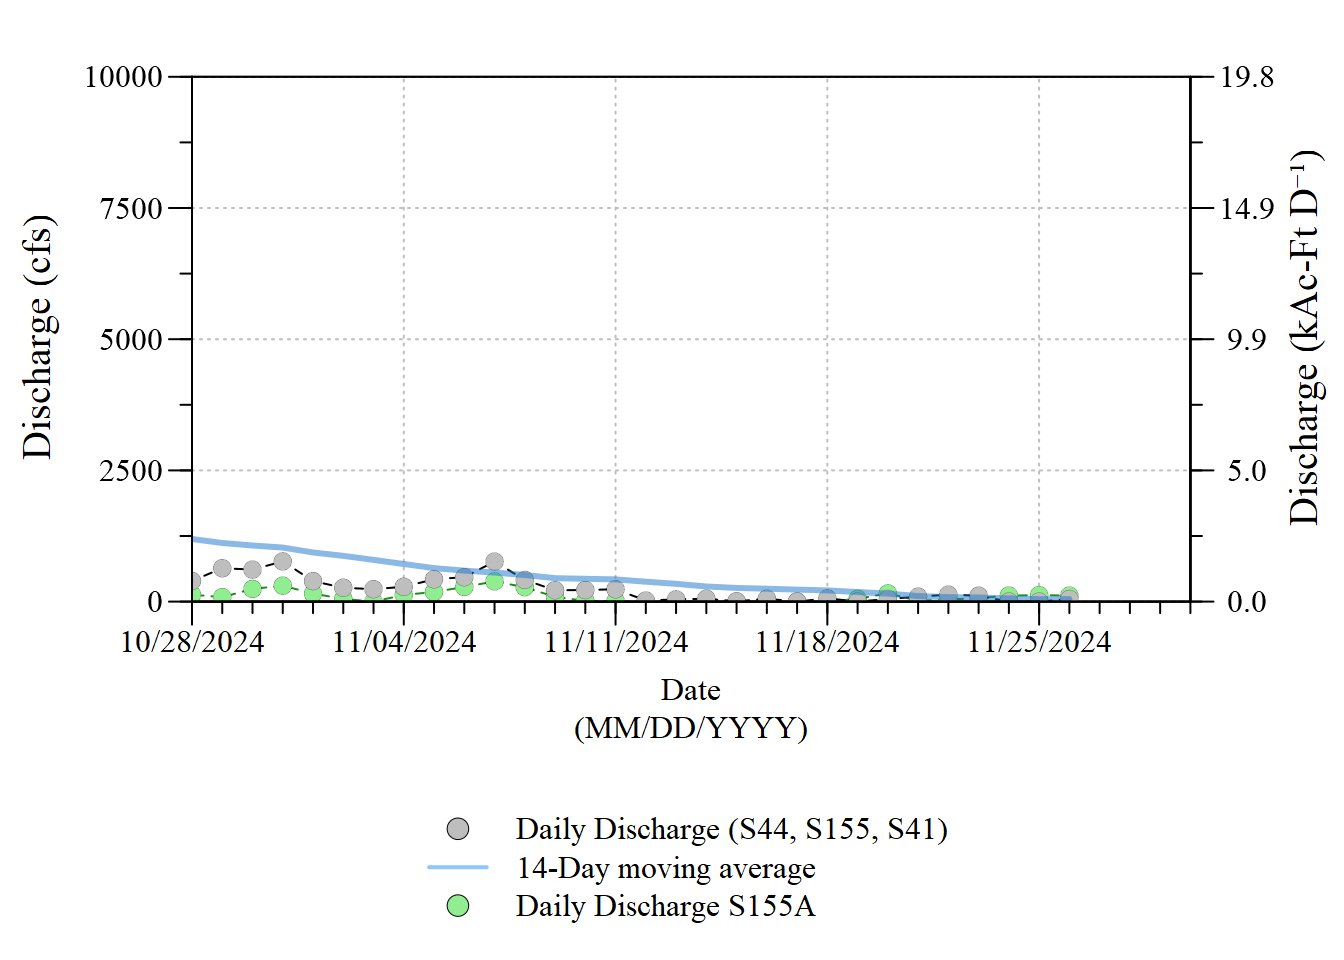 10000
7500
5000
2500
0
Discharge (cfs)
19.8
14.9
9.9
5.0
0.0
Discharge (kAc-Ft D⁻¹)
10/28/2024
11/04/2024
11/11/2024
11/18/2024
11/25/2024
Date
(MM/DD/YYYY)
Daily Discharge (S44, S155, S41)
14-Day moving average
Daily Discharge S155A